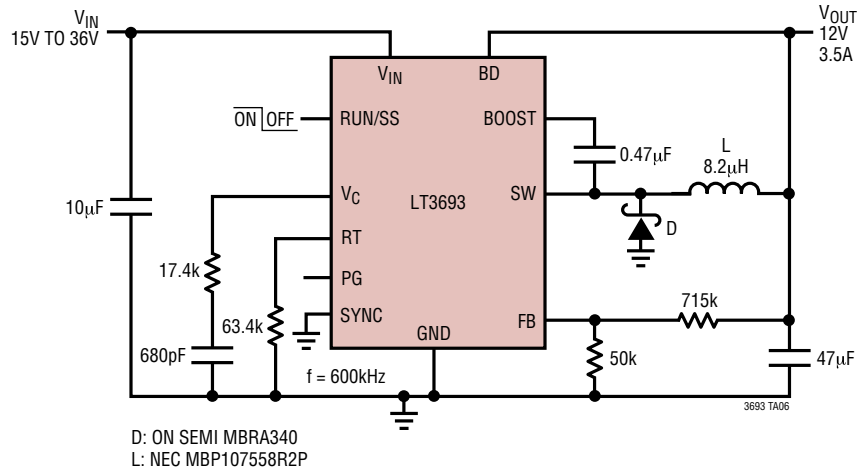 VIN
15V TO 36V
VOUT
12V
3.5A
VIN
BD
ON OFF
RUN/SS
BOOST
0.47µF
L
8.2µH
VC
LT3693
SW
10µF
RT
D
17.4k
PG
715k
63.4k
SYNC
FB
GND
680pF
50k
47µF
f = 600kHz
3693 TA06
D: ON SEMI MBRA340
L: NEC MBP107558R2P